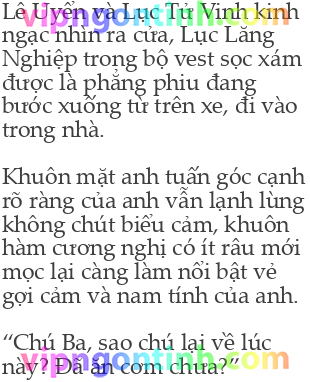 Lê Uyển và Lục Tử Vinh kinh
ngạc nhìn ra cửa, Lục Lăng
Nghiệp trong bộ vest sọc xám
được là phẳng phiu đang
bước xuống từ trên xe, đi vào
trong nhà.
Khuôn mặt anh tuấn góc cạnh
rõ ràng của anh vẫn lạnh lùng
không chút biểu cảm, khuôn
hàm cương nghị có ít râu mới
mọc lại càng làm nổi bật vẻ
gợi cảm và nam tính của anh.
“Chú Ba, sao chú lại về lúc
này? Đã ăn cơm chưa?”
vipngontinh.com
vipngontinh.com